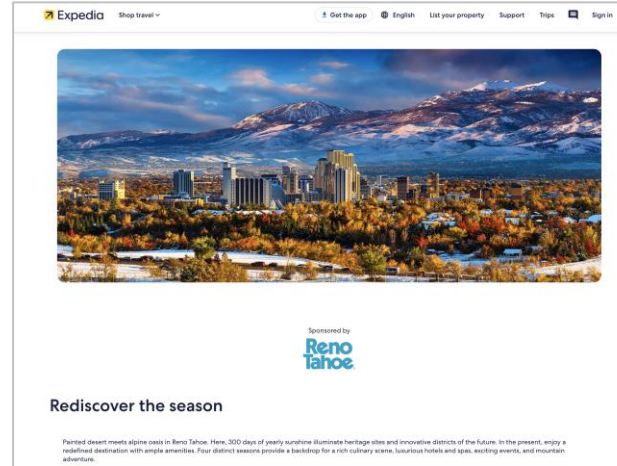 Expedia Shop travel Get the app English List your property Support Trips Sign in
Sponsored by
Reno
Tahoe
Rediscover the season
Painted desert meets alpine oasis in Reno Tahoe. Here, 300 days of yearly sunshine illuminate heritage sites and innovative districts of the future. In the present, enjoy a
redefined destination with ample amenities. Four distinct seasons provide a backdrop for a rich culinary scene, luxurious hotels and spas, exciting events, and mountain
adventure.